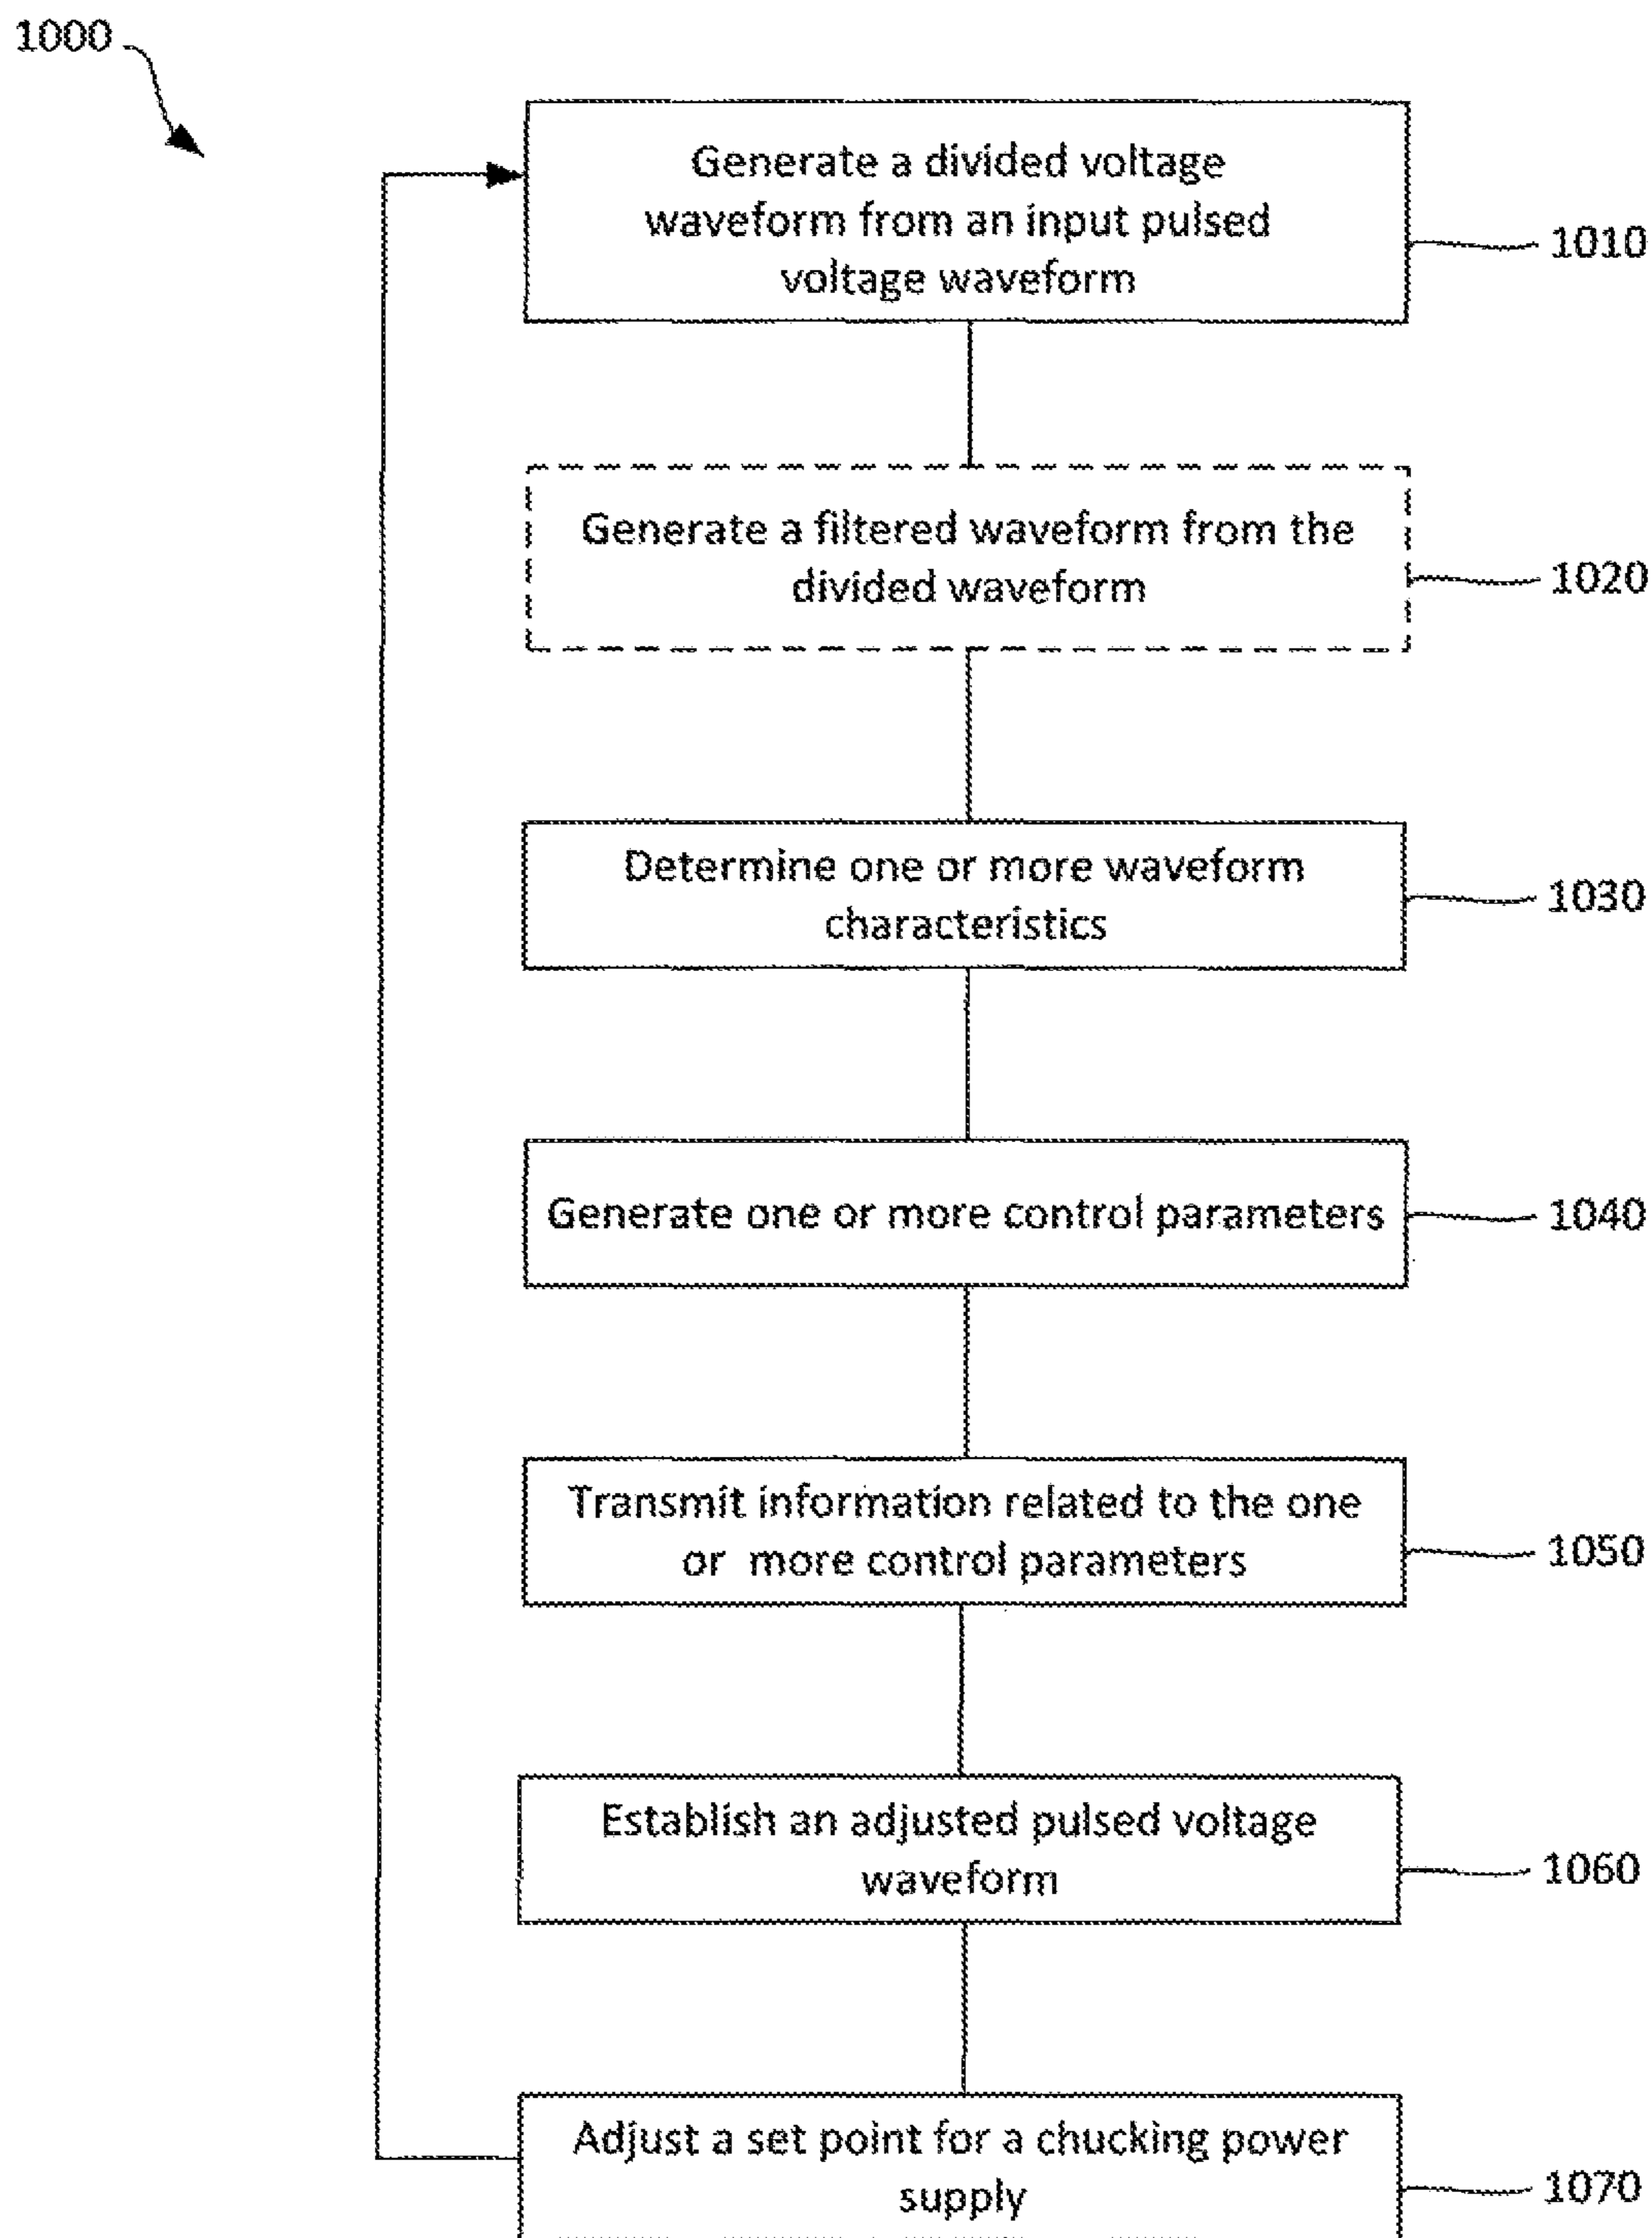 1000
Generate a divided voltage
waveform from an input pulsed
voltage waveform
1010
Generate a filtered waveform from the
divided waveform
1020
Determine one or more waveform
characteristics
1030
Generate one or more control parameters
1040
Transmit information related to the one
or more control parameters
1050
Establish an adjusted pulsed voltage
waveform
1060
Adjust a set point for a chucking power
supply
1070